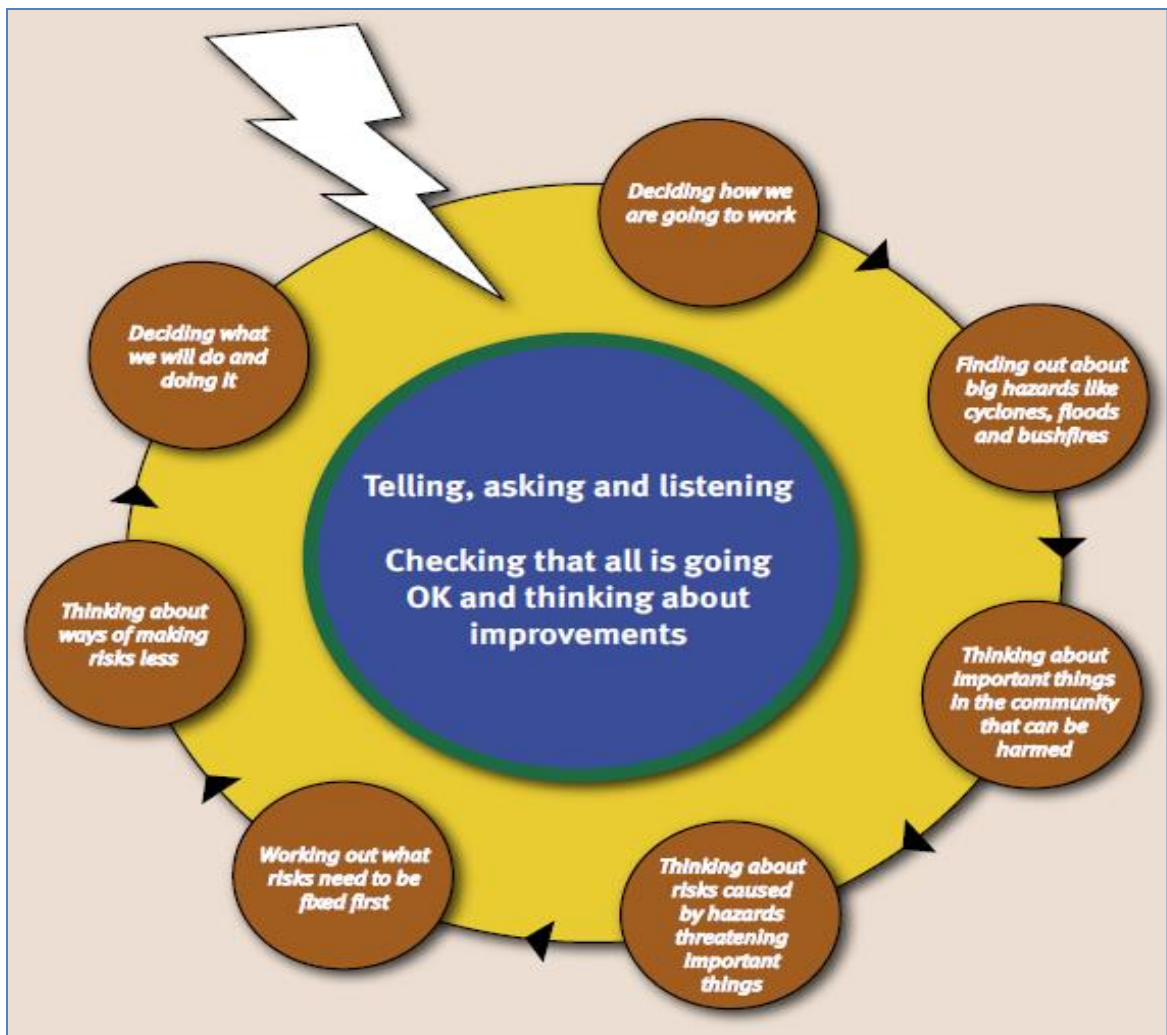 Deciding how we
are going to work
Finding out about
big hazards like
cyclones, floods
and bushfires
Thinking about
important things
in the community
that can be
harmed
Thinking about
risks caused
by hazards
threatening
important
things
Working out what
risks need to be
fixed first
Thinking about
ways of making
risks less
Deciding what
we will do and
doing it
Telling, asking and listening
Checking that all is going
OK and thinking about
improvements